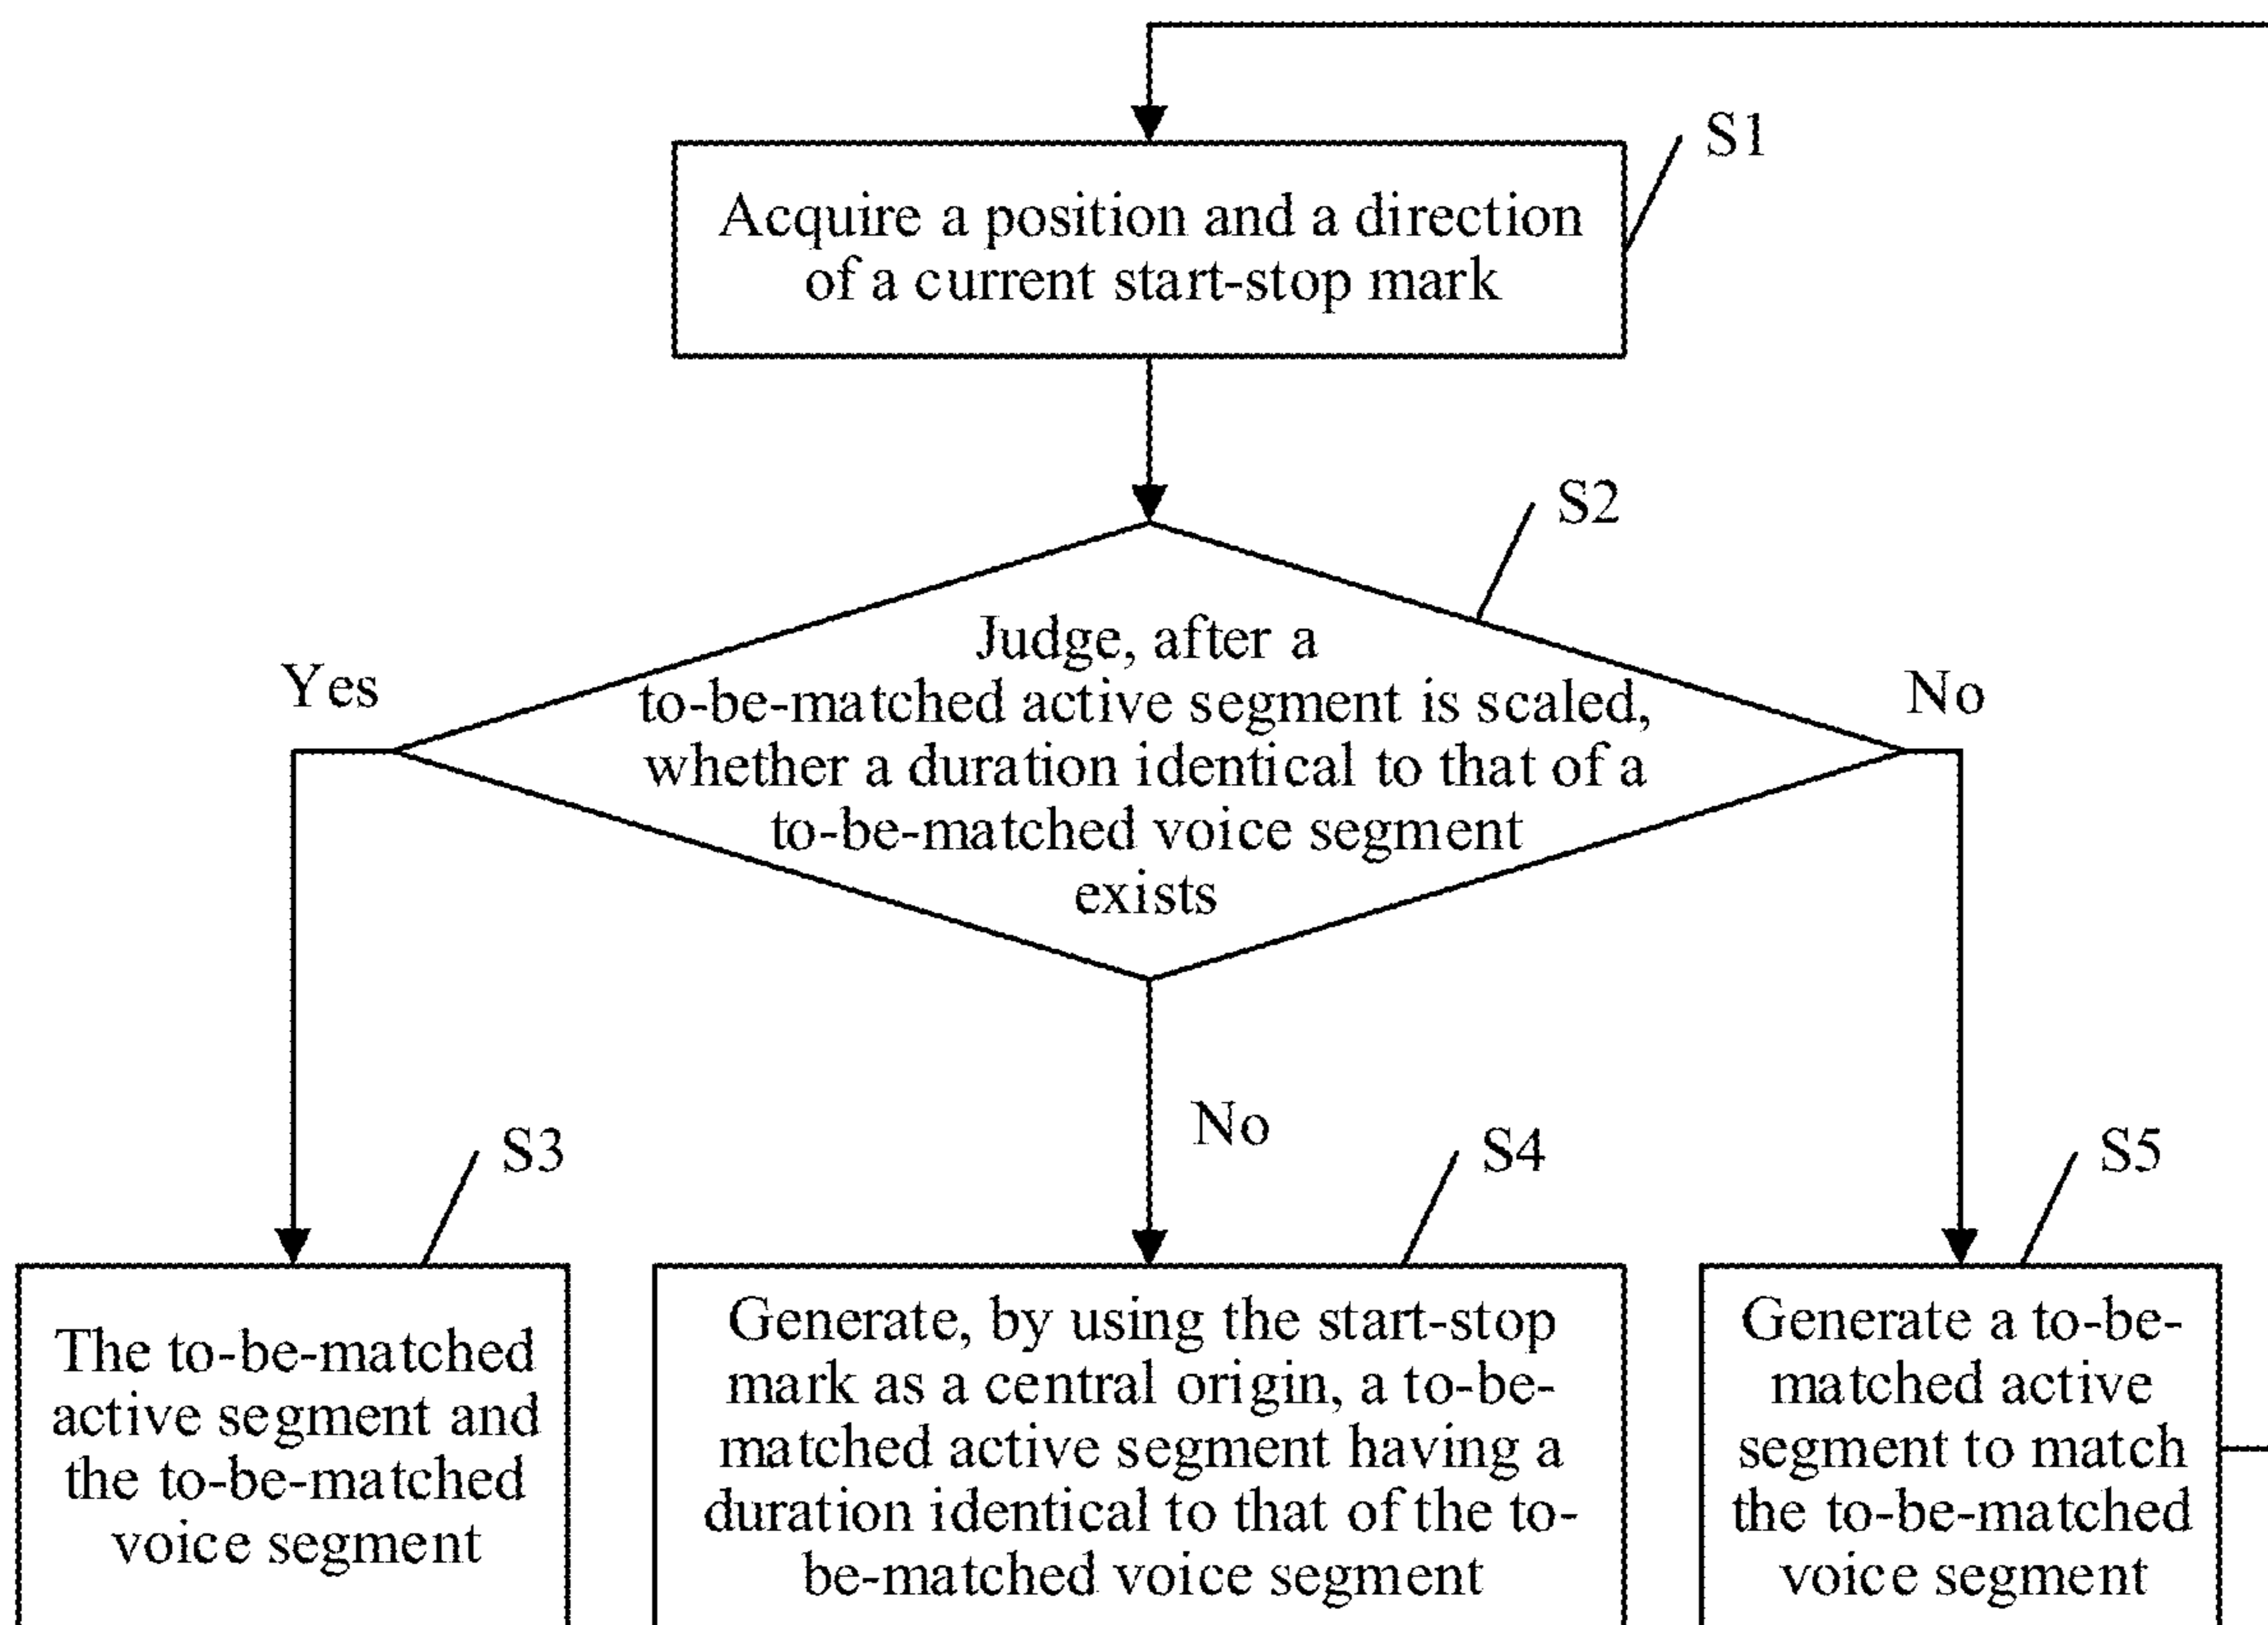 S1
Acquire a position and a direction
of a current start-stop mark
S2
Judge, after a
to-be-matched active segment is scaled,
whether a duration identical to that of a
to-be-matched voice segment
exists
Yes
No
No
S3
S4
S5
The to-be-matched
active segment and
the to-be-matched
voice segment
Generate, by using the start-stop
mark as a central origin, a to-be-
matched active segment having a
duration identical to that of the to-
be-matched voice segment
Generate a to-be-
matched active
segment to match
the to-be-matched
voice segment